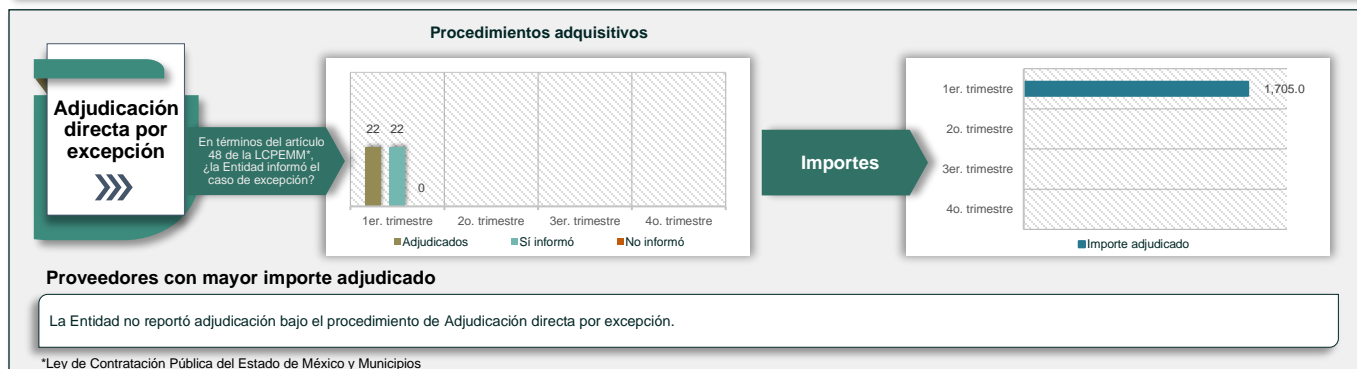 Procedimientos adquisitivos
Adjudicación
directa por
excepción
En términos del artículo
48 de la LCPEMM*,
¿la Entidad informó el
caso de excepción?
22 22
0
1er. trimestre 2o. trimestre 3er. trimestre 4o. trimestre
Adjudicados Sí informó No informó
Importes
1er. trimestre 1,705.0
2o. trimestre
3er. trimestre
4o. trimestre
Importe adjudicado
Proveedores con mayor importe adjudicado
La Entidad no reportó adjudicación bajo el procedimiento de Adjudicación directa por excepción.
*Ley de Contratación Pública del Estado de México y Municipios